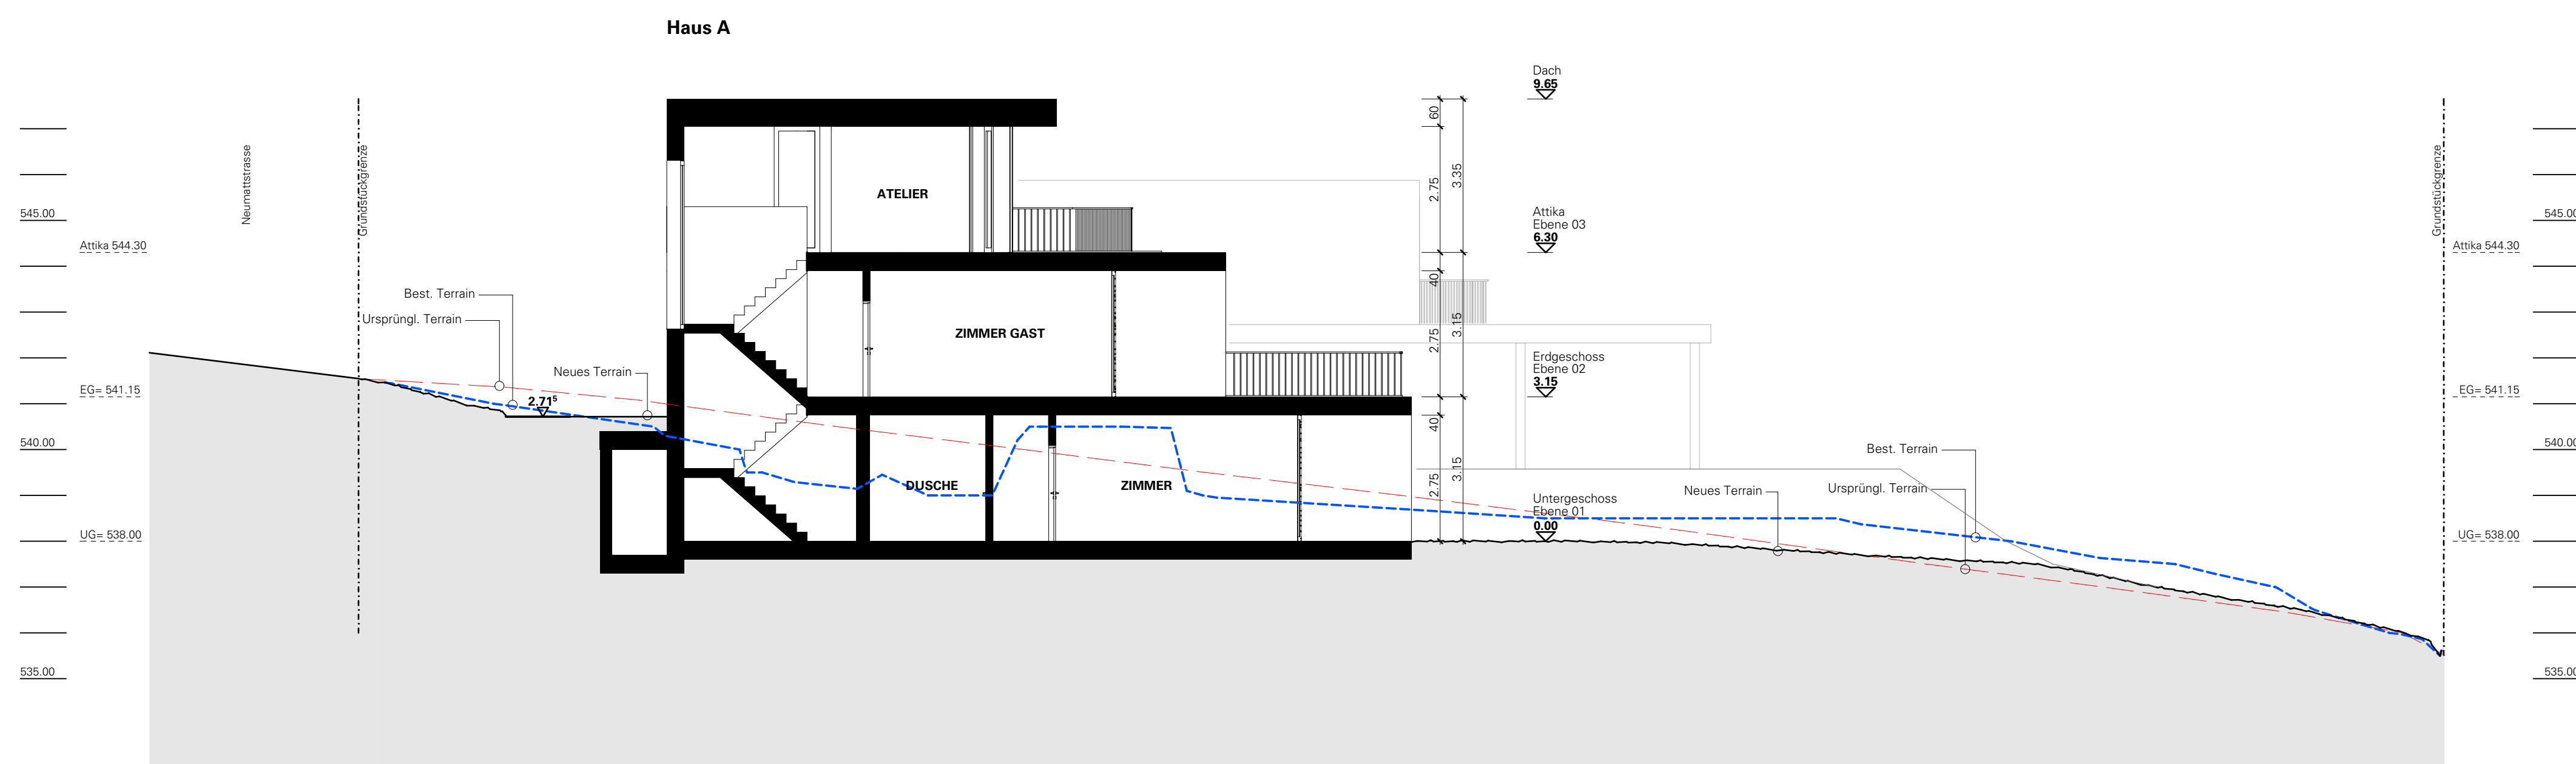 Haus A
Neumattstrasse
Grundstückgrenze
545.00
Attika 544.30
EG= 541.15
540.00
UG= 538.00
535.00
Best. Terrain
Ursprüngl. Terrain
Neues Terrain
2.71⁵
ATELIER
ZIMMER GAST
DUSCHE
ZIMMER
60
2.75
3.35
40
2.75
3.15
40
2.75
3.15
Dach
9.65
Attika
Ebene 03
6.30
Erdgeschoss
Ebene 02
3.15
Untergeschoss
Ebene 01
0.00
Best. Terrain
Neues Terrain
Ursprüngl. Terrain
Grundstückgrenze
545.00
Attika 544.30
EG= 541.15
540.00
UG= 538.00
535.00